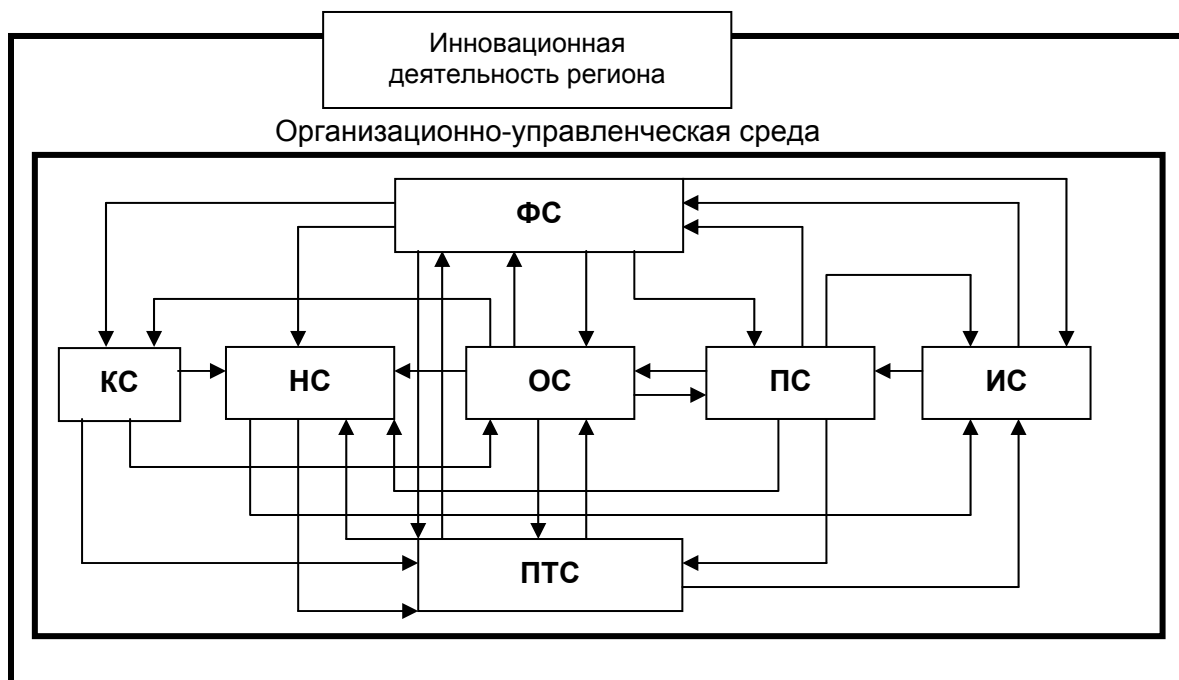 Инновационная
деятельность региона
Организационно-управленческая среда
ФС
КС
НС
ОС
ПС
ИС
ПТС